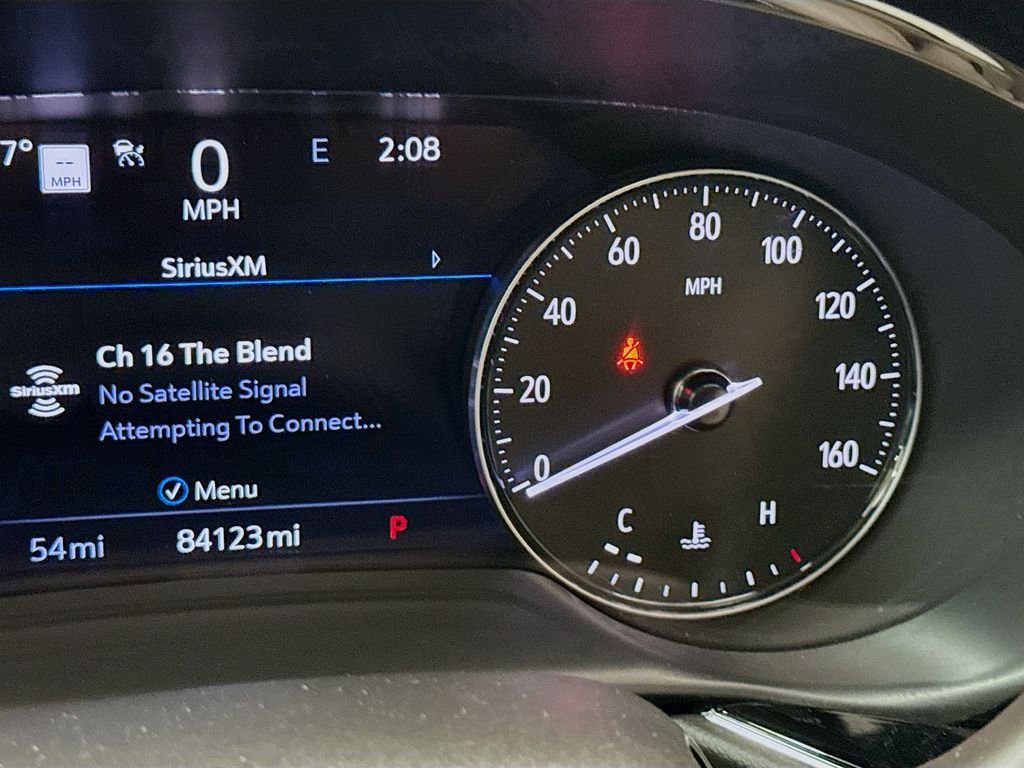 7°
--
MPH
0
MPH
E
2:08
SiriusXM
siriusxm
Ch 16 The Blend
No Satellite Signal
Attempting To Connect...
Menu
54mi
84123mi
P
0
20
40
60
80
100
120
140
160
MPH
C
H